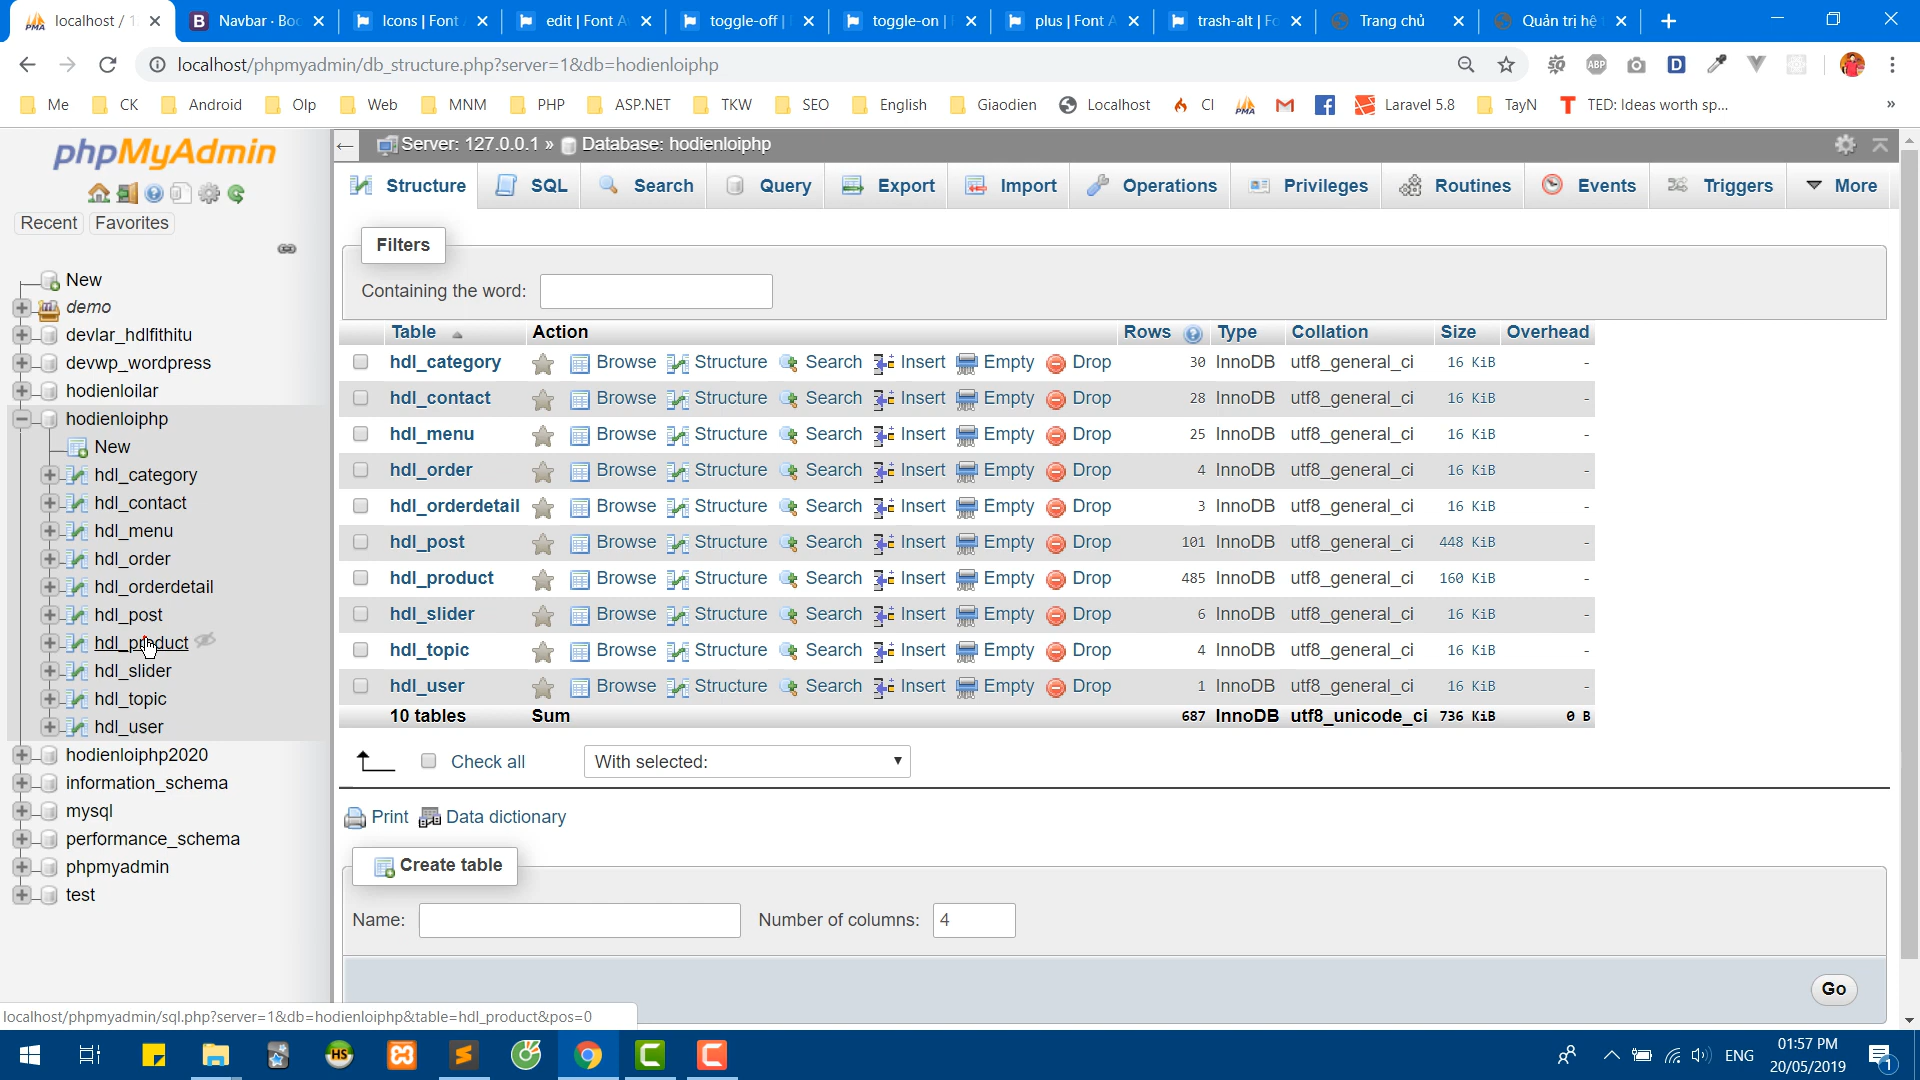 localhost / 1
Navbar · Boo
Icons | Font
edit | Font A
toggle-off |
toggle-on |
plus | Font A
trash-alt | Fo
Trang chủ
Quản trị hệ
localhost/phpmyadmin/db_structure.php?server=1&db=hodienloiphp
Me CK Android Olp Web MNM PHP ASP.NET TKW SEO English Giaodien Localhost CI Laravel 5.8 TayN TED: Ideas worth sp... »
phpMyAdmin
Recent Favorites
New
demo
devlar_hdlfithitu
devwp_wordpress
hodienloilar
hodienloiphp
New
hdl_category
hdl_contact
hdl_menu
hdl_order
hdl_orderdetail
hdl_post
hdl_product
hdl_slider
hdl_topic
hdl_user
hodienloiphp2020
information_schema
mysql
performance_schema
phpmyadmin
test
Server: 127.0.0.1 » Database: hodienloiphp
Structure SQL Search Query Export Import Operations Privileges Routines Events Triggers More
Filters
Containing the word:
Table Action Rows Type Collation Size Overhead
hdl_category Browse Structure Search Insert Empty Drop 30 InnoDB utf8_general_ci 16 KiB -
hdl_contact Browse Structure Search Insert Empty Drop 28 InnoDB utf8_general_ci 16 KiB -
hdl_menu Browse Structure Search Insert Empty Drop 25 InnoDB utf8_general_ci 16 KiB -
hdl_order Browse Structure Search Insert Empty Drop 4 InnoDB utf8_general_ci 16 KiB -
hdl_orderdetail Browse Structure Search Insert Empty Drop 3 InnoDB utf8_general_ci 16 KiB -
hdl_post Browse Structure Search Insert Empty Drop 101 InnoDB utf8_general_ci 448 KiB -
hdl_product Browse Structure Search Insert Empty Drop 485 InnoDB utf8_general_ci 160 KiB -
hdl_slider Browse Structure Search Insert Empty Drop 6 InnoDB utf8_general_ci 16 KiB -
hdl_topic Browse Structure Search Insert Empty Drop 4 InnoDB utf8_general_ci 16 KiB -
hdl_user Browse Structure Search Insert Empty Drop 1 InnoDB utf8_general_ci 16 KiB -
10 tables Sum 687 InnoDB utf8_unicode_ci 736 KiB 0 B
Check all With selected:
Print Data dictionary
Create table
Name: Number of columns: 4
Go
localhost/phpmyadmin/sql.php?server=1&db=hodienloiphp&table=hdl_product&pos=0
ENG
01:57 PM
20/05/2019
1